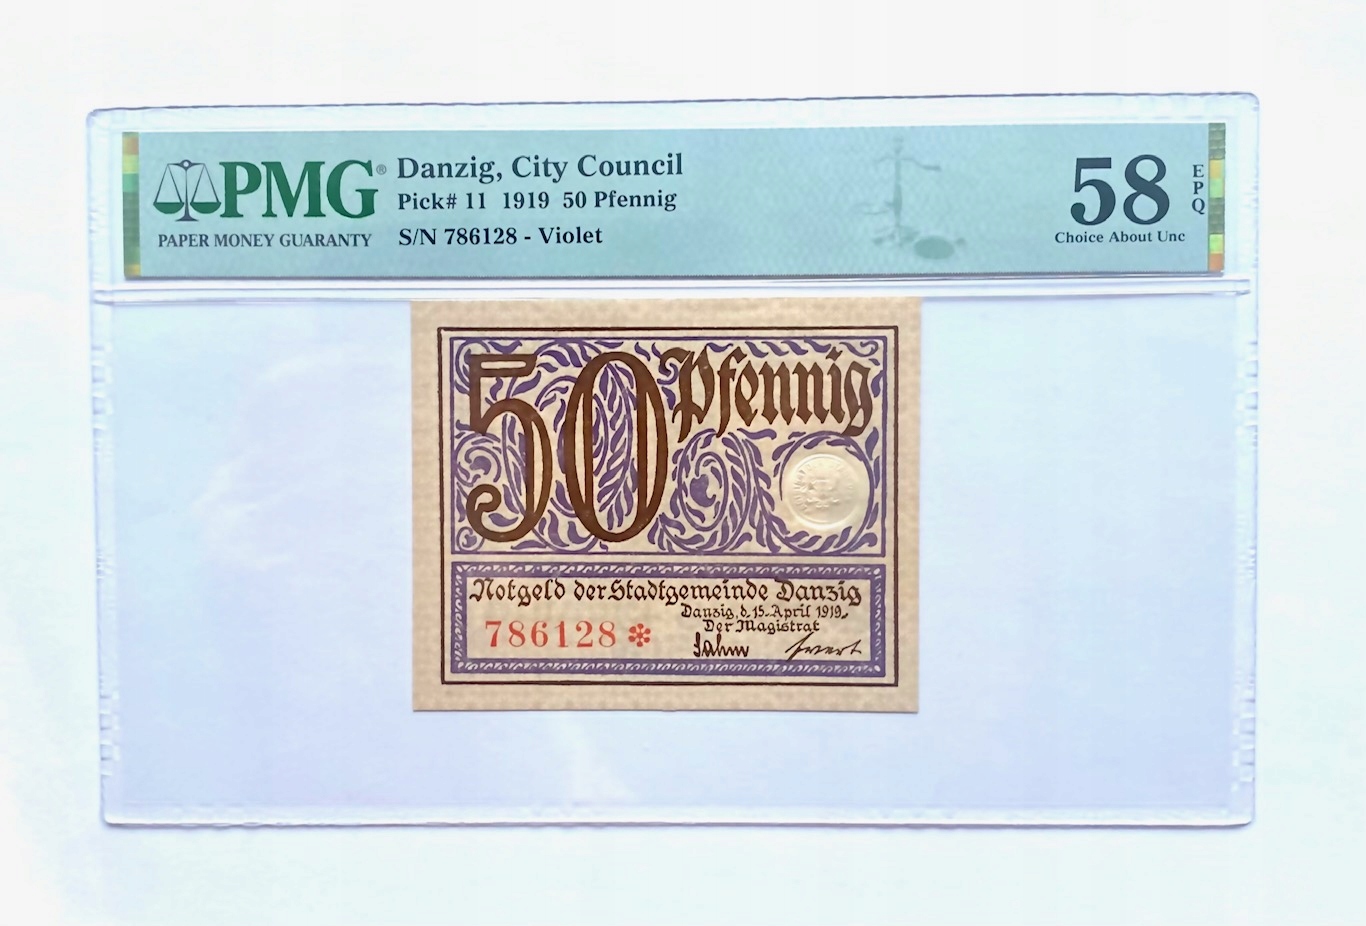 PMG®
PAPER MONEY GUARANTY
Danzig, City Council
Pick# 11 1919 50 Pfennig
S/N 786128 - Violet
58
EPQ
Choice About Unc
50 Pfennig
Notgeld der Stadtgemeinde Danzig
Danzig, d. 15. April 1919.
Der Magistrat
786128
Sahm